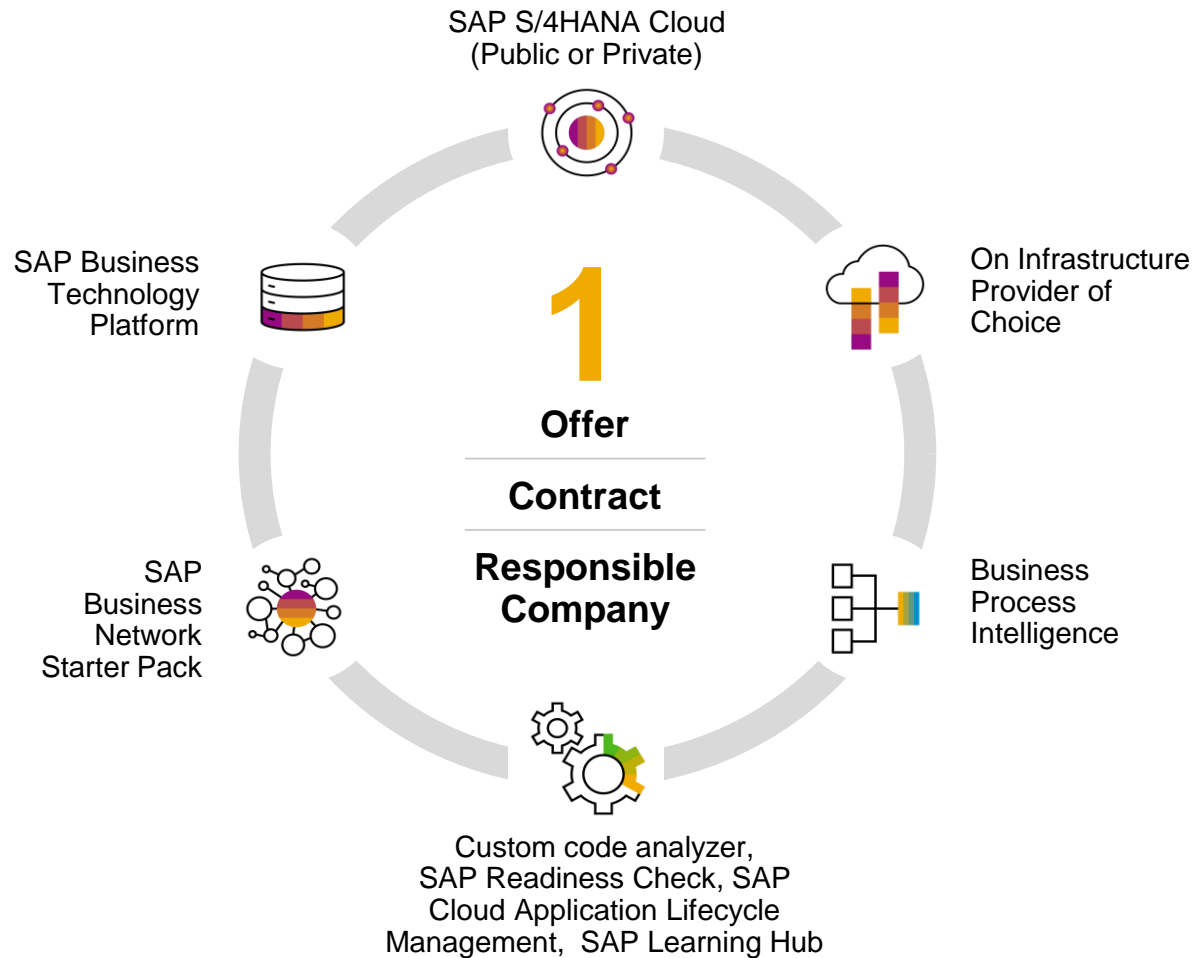 SAP S/4HANA Cloud
(Public or Private)
SAP Business
Technology
Platform
On Infrastructure
Provider of
Choice
1
Offer
Contract
Responsible
Company
SAP
Business
Network
Starter Pack
Business
Process
Intelligence
Custom code analyzer,
SAP Readiness Check, SAP
Cloud Application Lifecycle
Management,  SAP Learning Hub